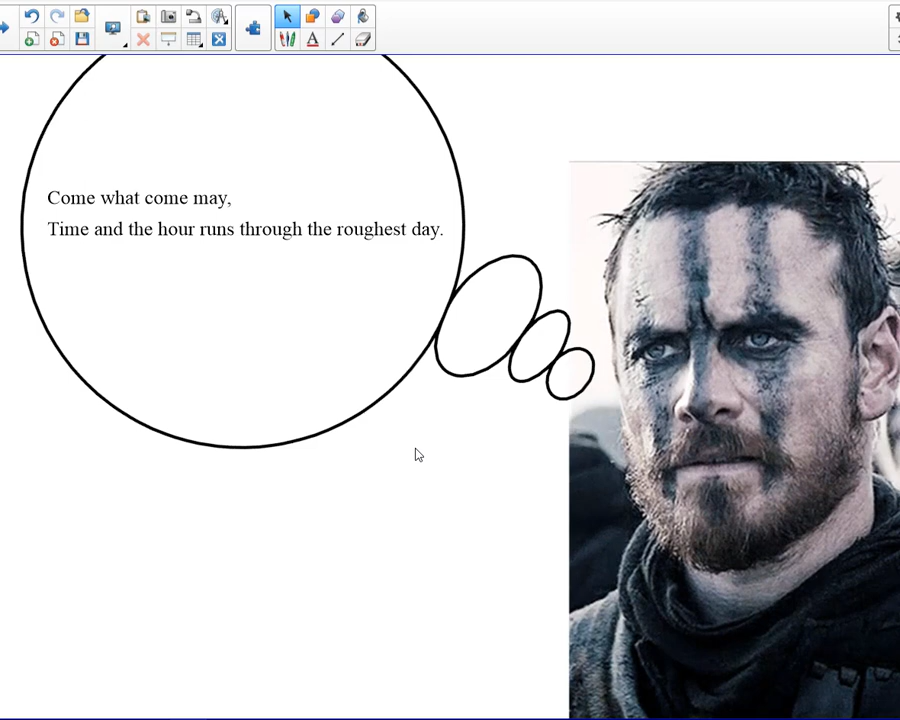 Come what come may,
Time and the hour runs through the roughest day.